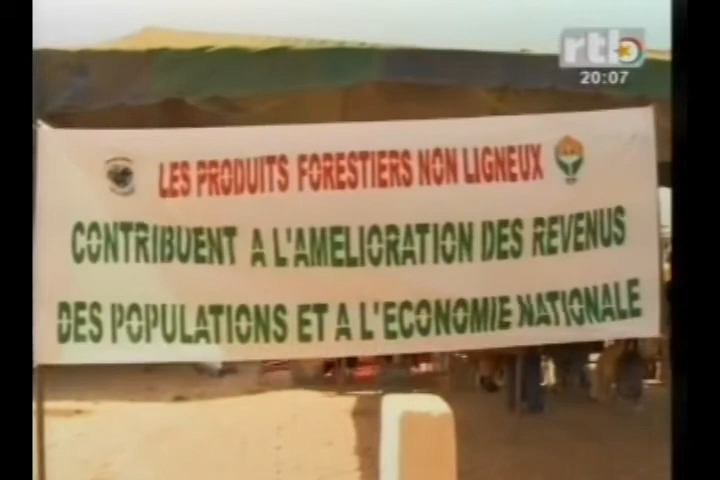 rtb
20:07
LES PRODUITS FORESTIERS NON LIGNEUX
CONTRIBUENT A L'AMELIORATION DES REVENUS
DES POPULATIONS ET A L'ECONOMIE NATIONALE